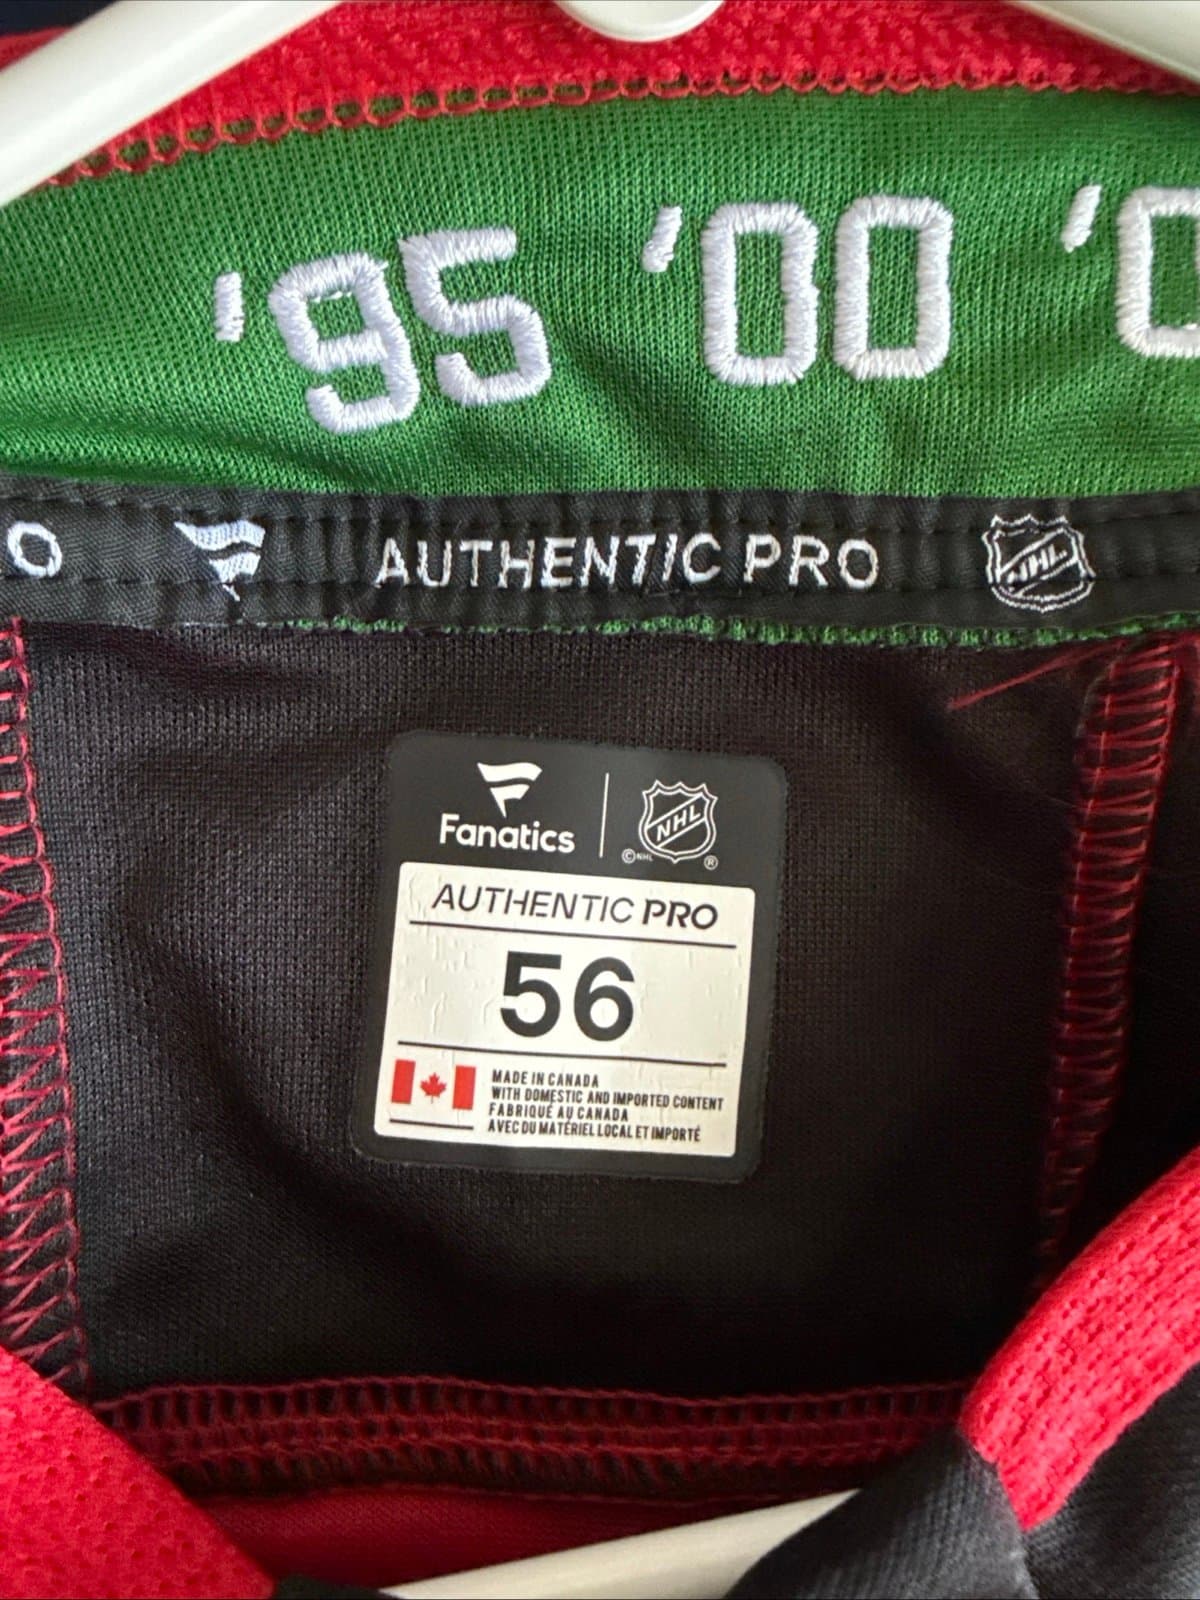 '95 '00 '0
O AUTHENTIC PRO NHL
Fanatics
NHL
©NHL ®
AUTHENTIC PRO
56
MADE IN CANADA
WITH DOMESTIC AND IMPORTED CONTENT
FABRIQUÉ AU CANADA
AVEC DU MATÉRIEL LOCAL ET IMPORTÉ